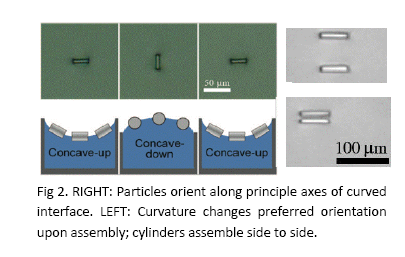 50 µm
Concave-up
Concave-
down
Concave-up
100 µm
Fig 2. RIGHT: Particles orient along principle axes of curved
interface. LEFT: Curvature changes preferred orientation
upon assembly; cylinders assemble side to side.